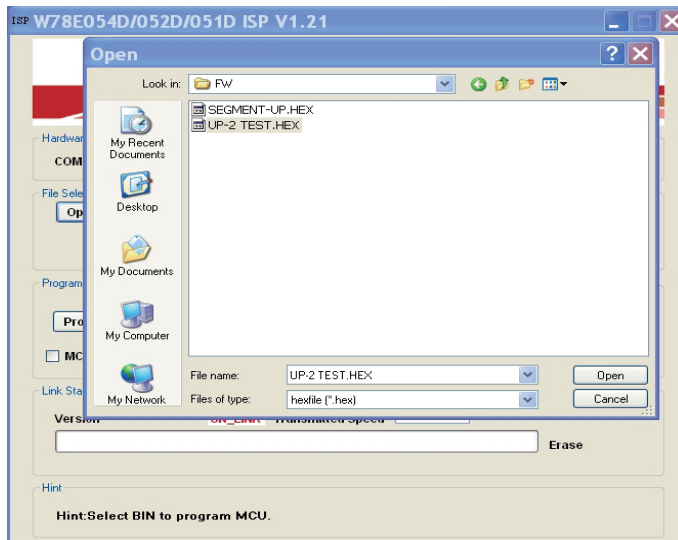 ISP W78E054D/052D/051D ISP V1.21
Open
Look in: FW
SEGMENT-UP.HEX
UP-2 TEST.HEX
My Recent
Documents
Desktop
My Documents
My Computer
My Network
File name: UP-2 TEST.HEX Open
Files of type: hexfile (*.hex) Cancel
Hardwar
COM
File Sele
Op
Program
Pro
MC
Link Sta
Version UN_LINK Transmitted Speed
Erase
Hint
Hint:Select BIN to program MCU.